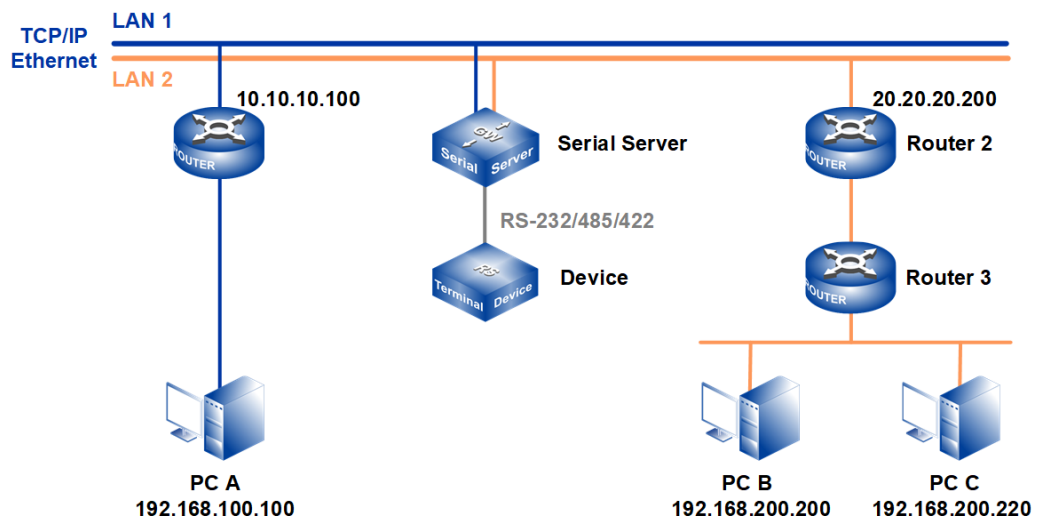 LAN 1
TCP/IP
Ethernet
LAN 2
10.10.10.100
20.20.20.200
ROUTER
GW
Serial Server
Serial Server
ROUTER
Router 2
RS-232/485/422
RS
Terminal Device
Device
ROUTER
Router 3
PC A
192.168.100.100
PC B
192.168.200.200
PC C
192.168.200.220